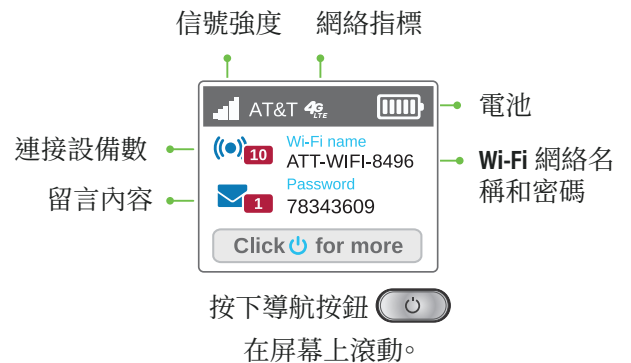 信號強度 網絡指標
AT&T 4G LTE
電池
連接設備數
10
Wi-Fi name
ATT-WIFI-8496
Wi-Fi 網絡名
稱和密碼
留言內容
1
Password
78343609
Click for more
按下導航按鈕
在屏幕上滾動。